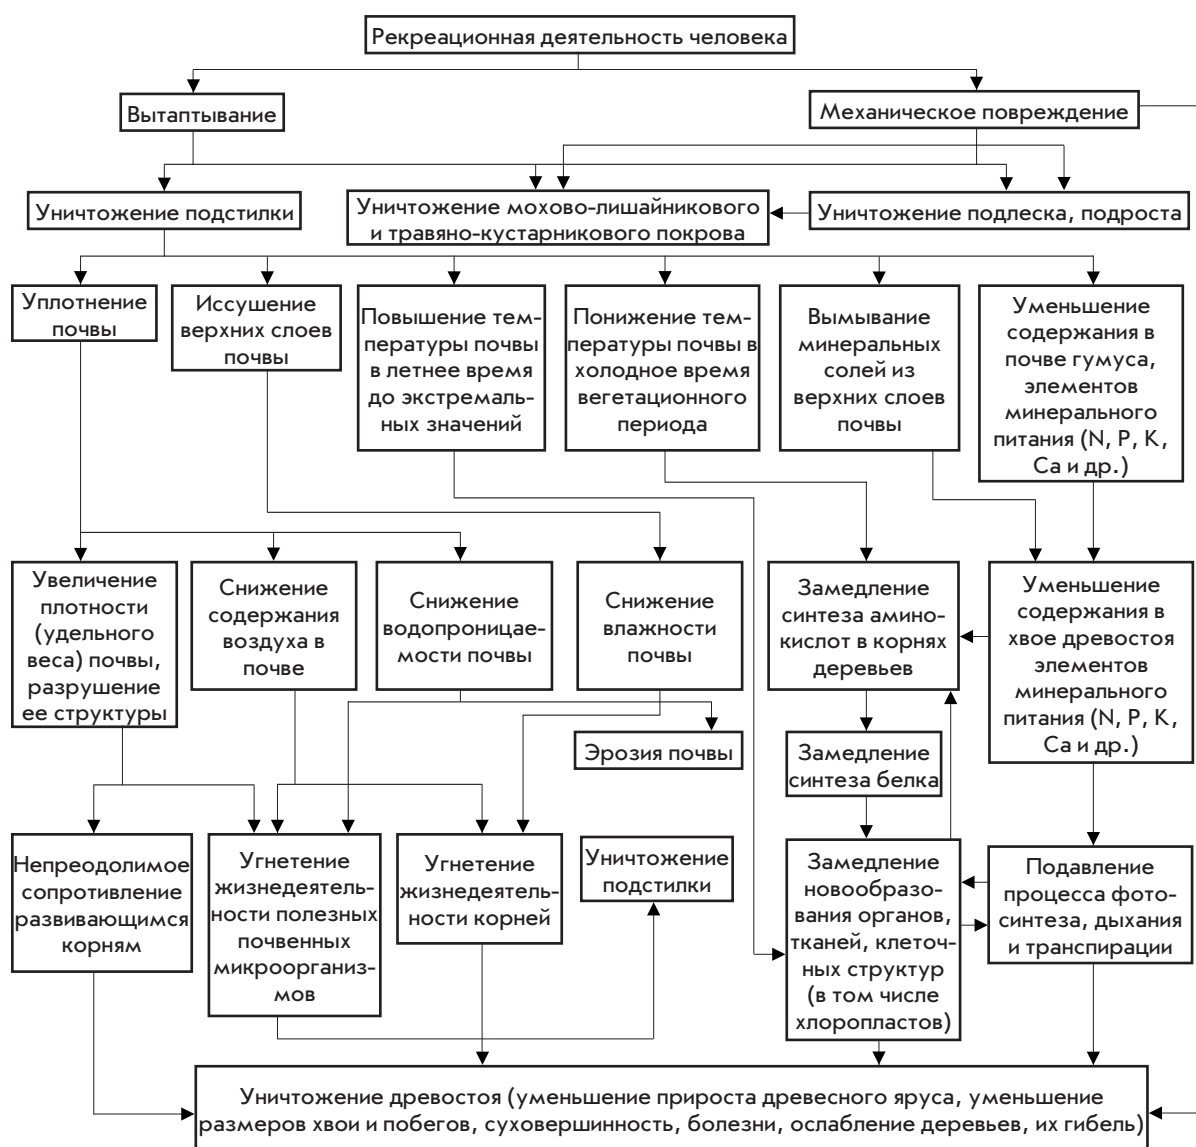 Рекреационная деятельность человека
Вытаптывание
Механическое повреждение
Уничтожение подстилки
Уничтожение мохово-лишайникового
и травяно-кустарникового покрова
Уничтожение подлеска, подроста
Уплотнение
почвы
Иссушение
верхних слоев
почвы
Повышение тем-
пературы почвы
в летнее время
до экстремаль-
ных значений
Понижение тем-
пературы почвы в
холодное время
вегетационного
периода
Вымывание
минеральных
солей из
верхних слоев
почвы
Уменьшение
содержания в
почве гумуса,
элементов
минерального
питания (N, P, K,
Ca и др.)
Увеличение
плотности
(удельного
веса) почвы,
разрушение
ее структуры
Снижение
содержания
воздуха в
почве
Снижение
водопроницае-
мости почвы
Снижение
влажности
почвы
Замедление
синтеза амино-
кислот в корнях
деревьев
Уменьшение
содержания в
хвое древостоя
элементов
минерального
питания (N, P, K,
Ca и др.)
Эрозия почвы
Замедление
синтеза белка
Непреодолимое
сопротивление
развивающимся
корням
Угнетение
жизнедеятель-
ности полезных
почвенных
микроорганиз-
мов
Угнетение
жизнедеятель-
ности корней
Уничтожение
подстилки
Замедление
новообразо-
вания органов,
тканей, клеточ-
ных структур
(в том числе
хлоропластов)
Подавление
процесса фото-
синтеза, дыхания
и транспирации
Уничтожение древостоя (уменьшение прироста древесного яруса, уменьшение
размеров хвои и побегов, суховершинность, болезни, ослабление деревьев, их гибель)